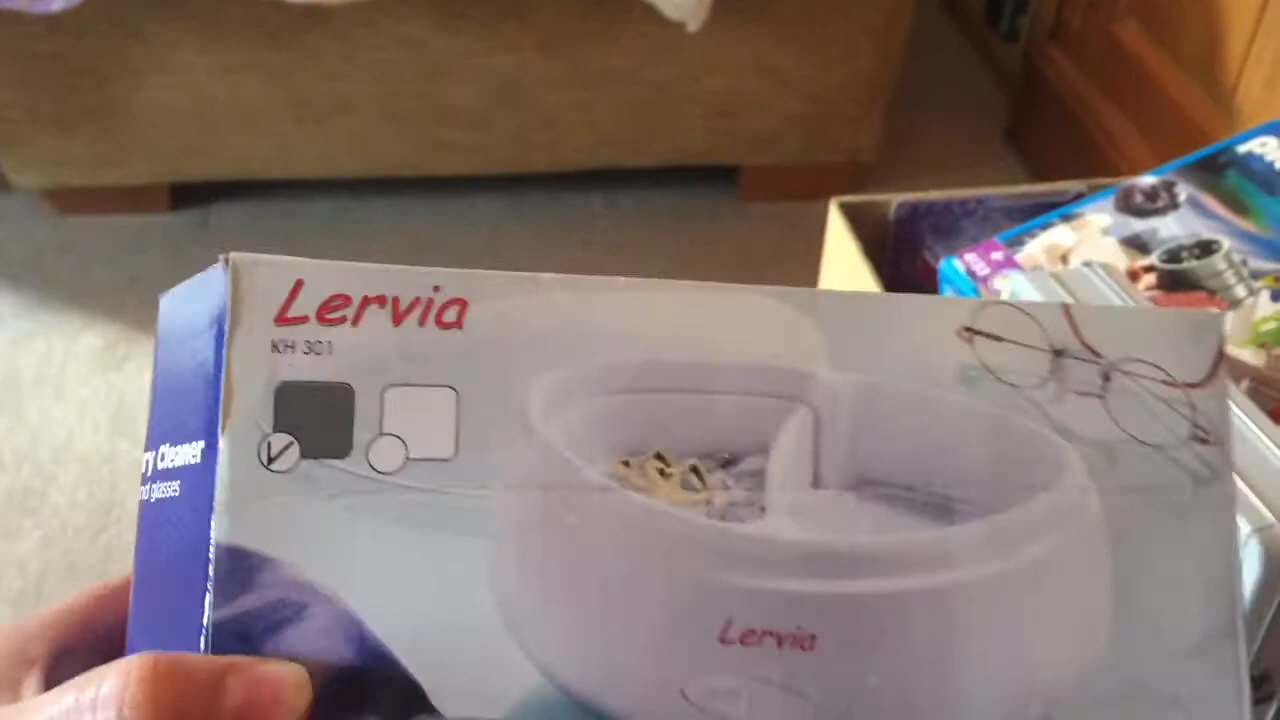 Lervia
KH 301
ry Cleaner
nd glasses
Lervia